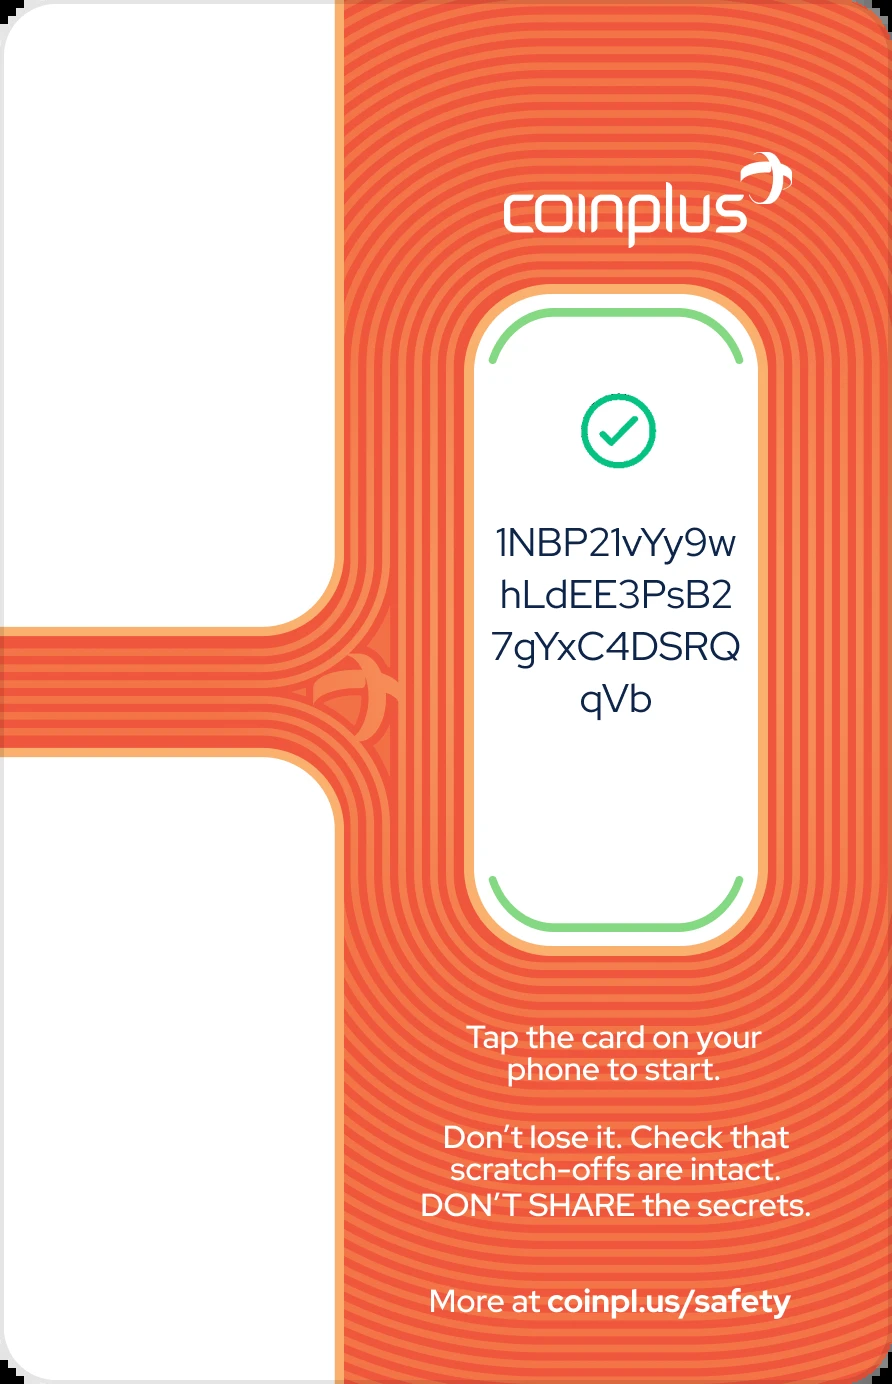 coinplus
1NBP21vYy9w
hLdEE3PsB2
7gYxC4DSRQ
qVb
Tap the card on your
phone to start.
Don’t lose it. Check that
scratch-offs are intact.
DON’T SHARE the secrets.
More at coinpl.us/safety